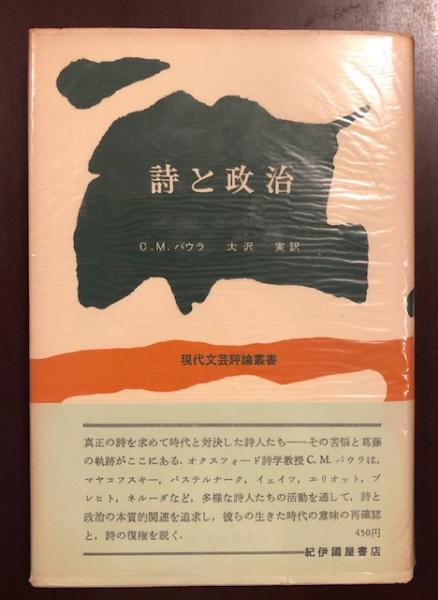 詩と政治
C.M.バウラ 大沢 実訳
現代文芸評論叢書
真正の詩を求めて時代と対決した詩人たち――その苦悩と葛藤
の軌跡がここにある．オクスフォード詩学教授C.M.バウラは，
マヤコフスキー，パステルナーク，イェイツ，エリオット，ブ
レヒト，ネルーダなど，多様な詩人たちの活動を通して，詩と
政治の本質的関連を追求し，彼らの生きた時代の意味の再確認
と，詩の復権を説く． 450円
紀伊國屋書店